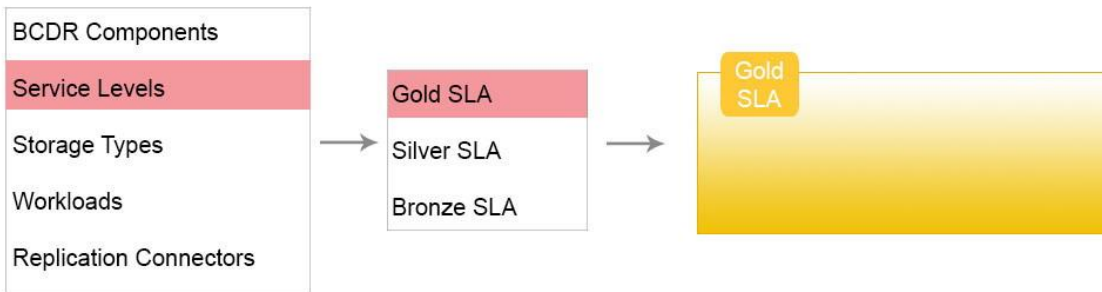 BCDR Components
Service Levels
Storage Types
Workloads
Replication Connectors
Gold SLA
Silver SLA
Bronze SLA
Gold
SLA